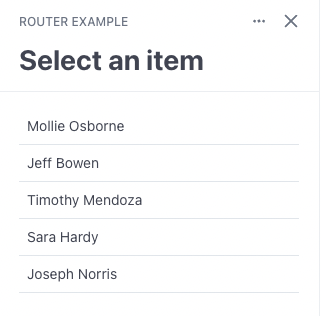 ROUTER EXAMPLE
Select an item
Mollie Osborne
Jeff Bowen
Timothy Mendoza
Sara Hardy
Joseph Norris